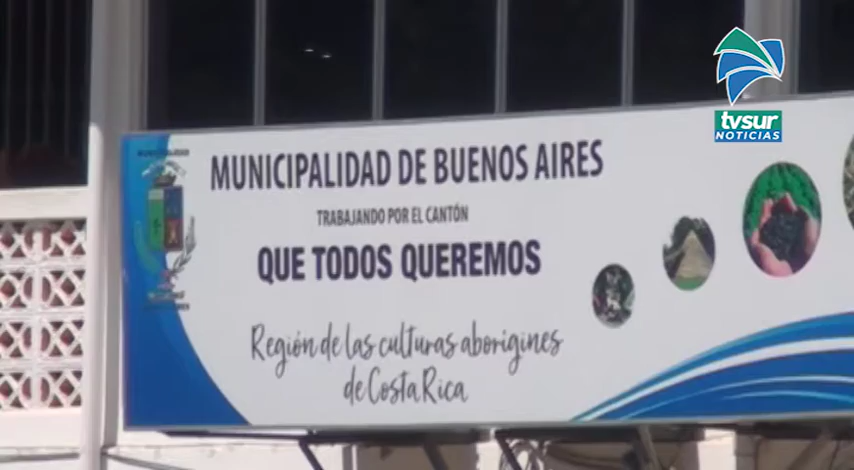 tvsur
NOTICIAS
MUNICIPALIDAD DE BUENOS AIRES
TRABAJANDO POR EL CANTÓN
QUE TODOS QUEREMOS
Región de las culturas aborígenes
de Costa Rica